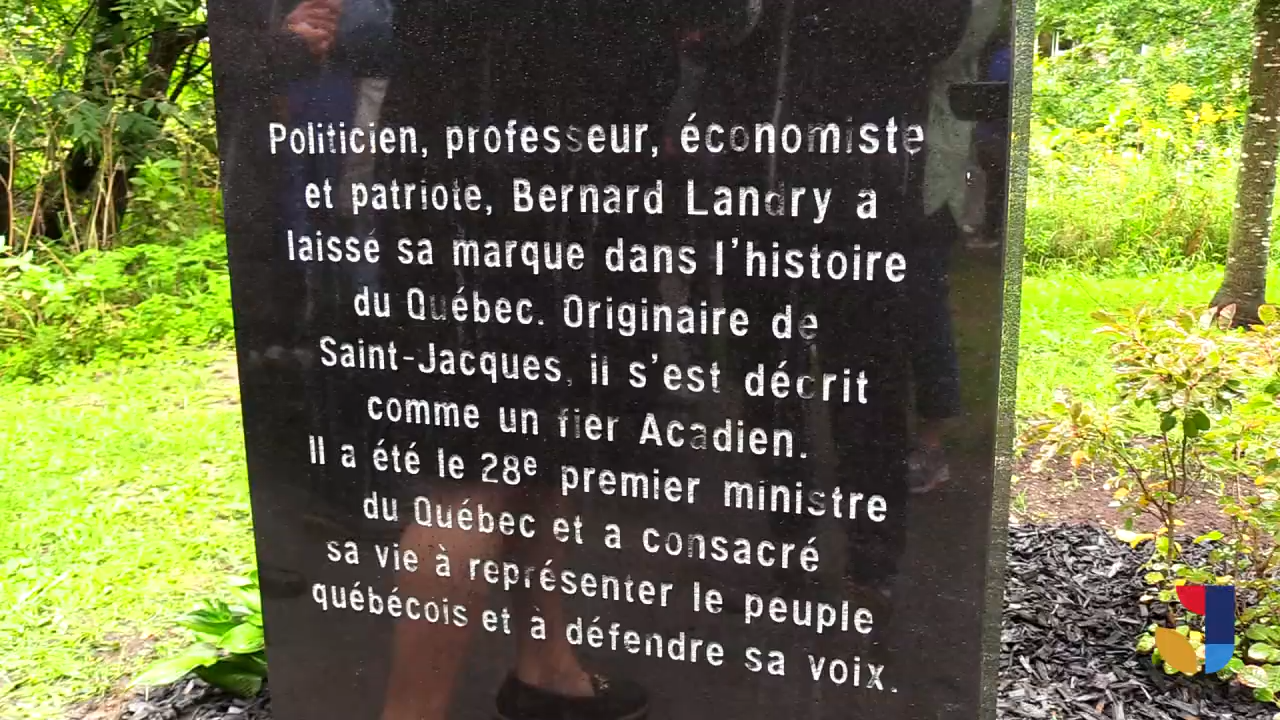 Politicien, professeur, économiste
et patriote, Bernard Landry a
laissé sa marque dans l'histoire
du Québec. Originaire de
Saint-Jacques, il s'est décrit
comme un fier Acadien.
Il a été le 28e premier ministre
du Québec et a consacré
sa vie à représenter le peuple
québécois et à défendre sa voix.